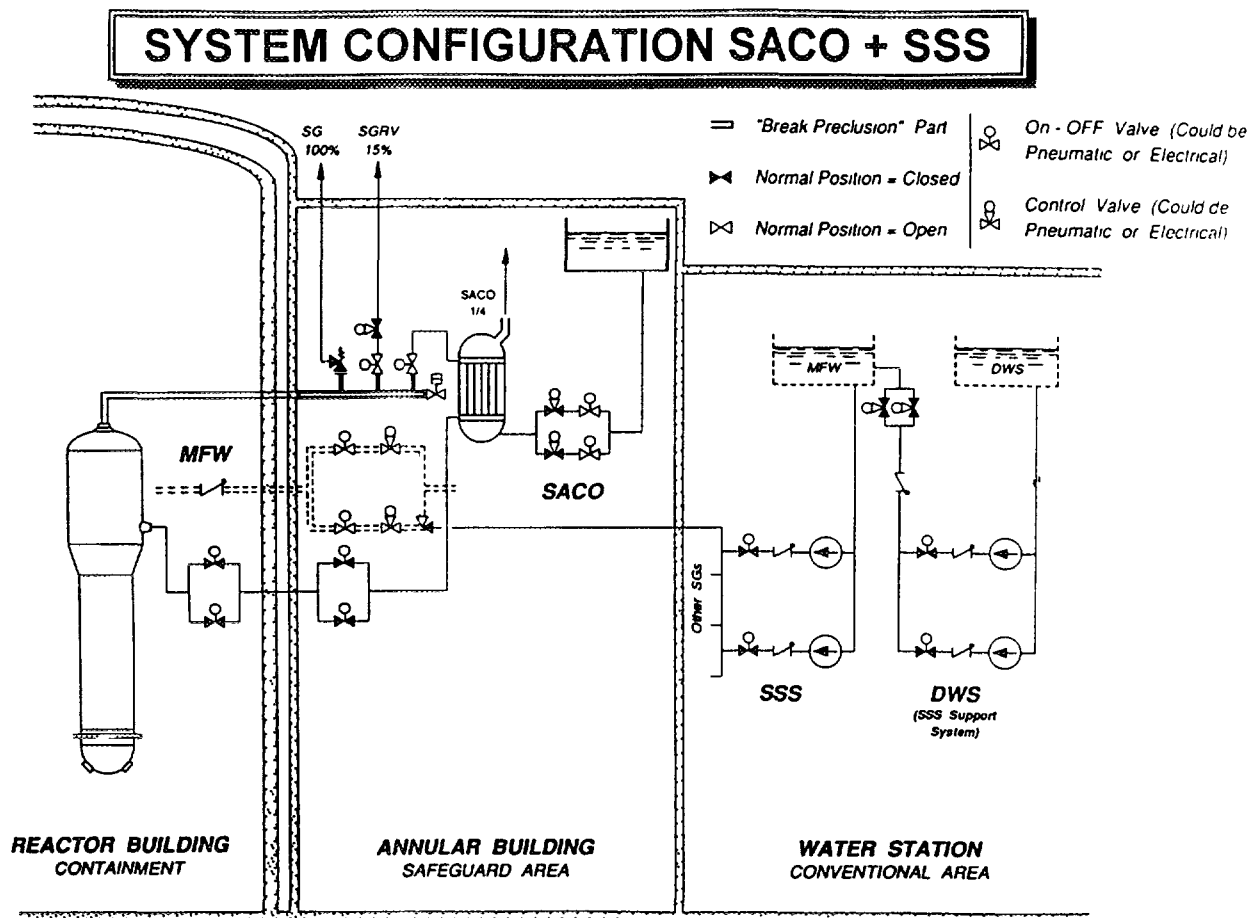 SYSTEM CONFIGURATION SACO + SSS
SG
100%
SGRV
15%
"Break Preclusion" Part
Normal Position = Closed
Normal Position = Open
On - OFF Valve (Could be
Pneumatic or Electrical)
Control Valve (Could de
Pneumatic or Electrical)
SACO
1/4
MFW
DWS
MFW
SACO
Other SGs
SSS
DWS
(SSS Support
System)
REACTOR BUILDING
CONTAINMENT
ANNULAR BUILDING
SAFEGUARD AREA
WATER STATION
CONVENTIONAL AREA